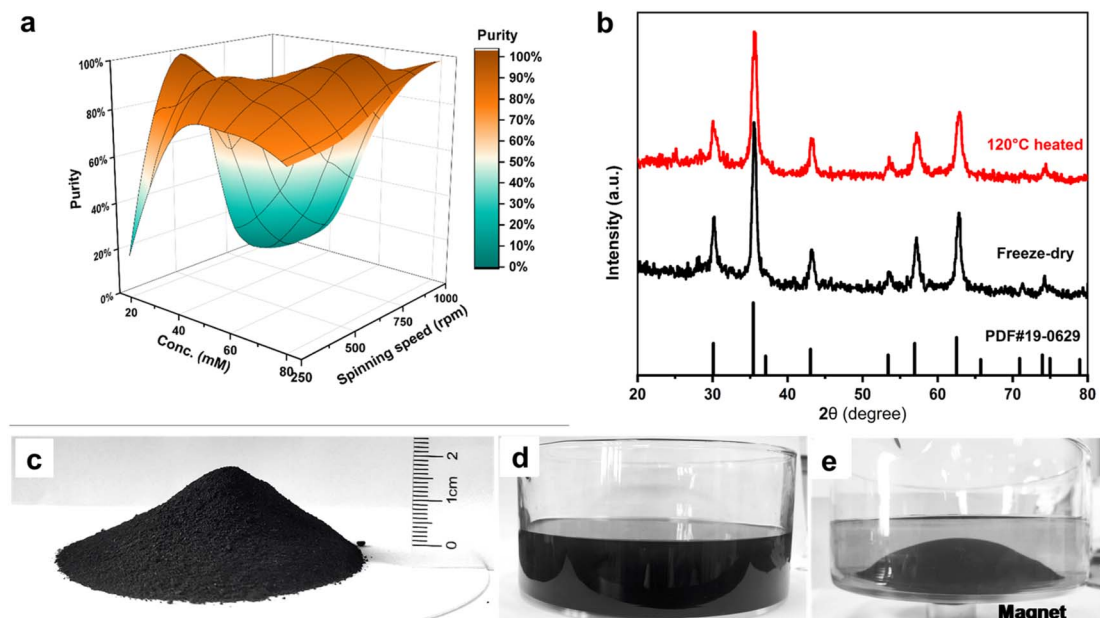 a
Purity
100%
80%
60%
40%
20%
0%
Purity
20
40
60
80
Conc. (mM)
250
500
750
1000
Spinning speed (rpm)
100%
90%
80%
70%
60%
50%
40%
30%
20%
10%
0%
b
Intensity (a.u.)
120°C heated
Freeze-dry
PDF#19-0629
20 30 40 50 60 70 80
2θ (degree)
c
2
1cm
0
d
e
Magnet